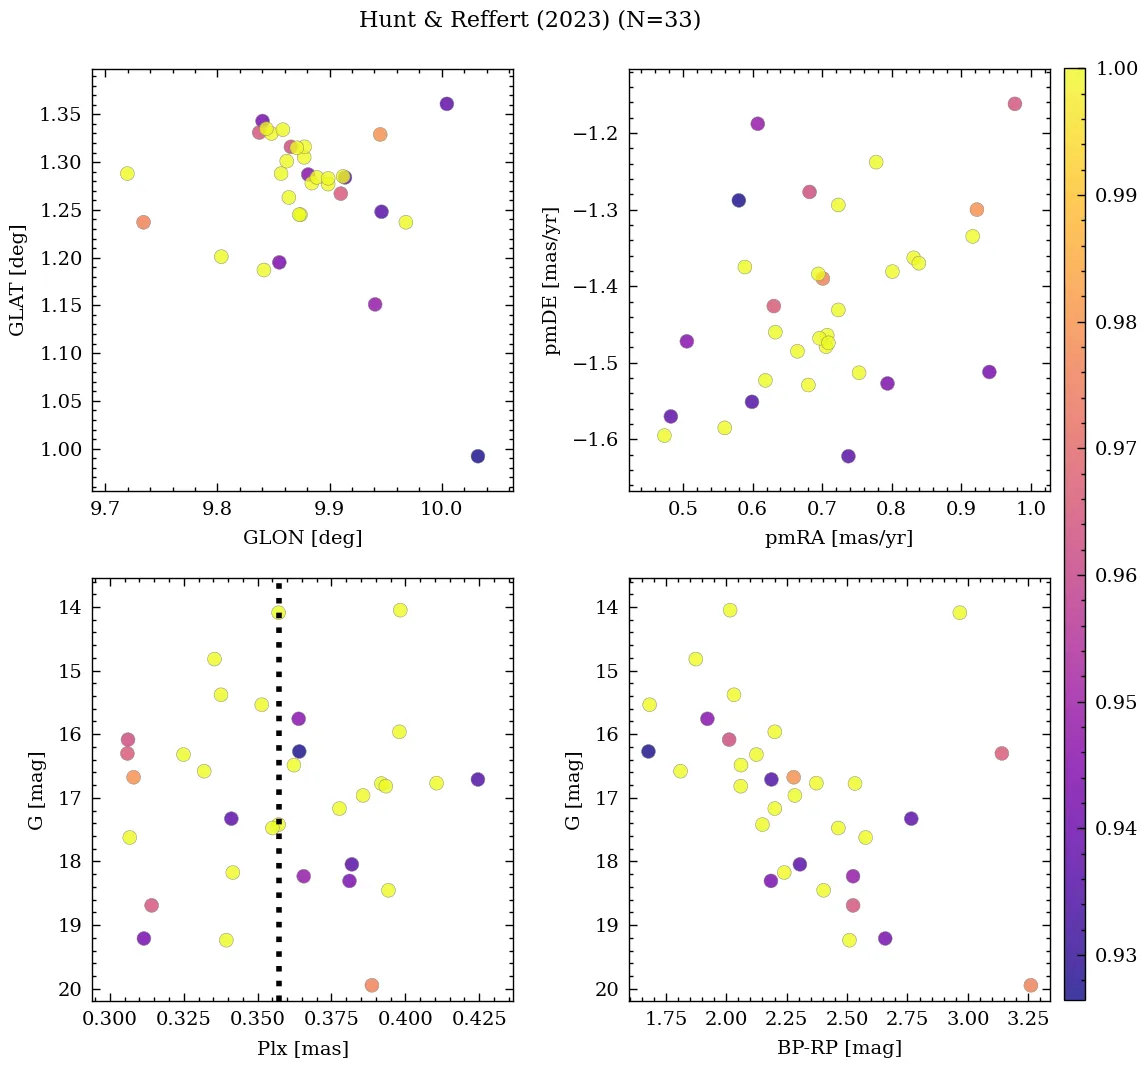 Hunt & Reffert (2023) (N=33)
1.35
1.30
1.25
1.20
1.15
1.10
1.05
1.00
GLAT [deg]
9.7 9.8 9.9 10.0
GLON [deg]
−1.2
−1.3
−1.4
−1.5
−1.6
pmDE [mas/yr]
0.5 0.6 0.7 0.8 0.9 1.0
pmRA [mas/yr]
14
15
16
17
18
19
20
G [mag]
0.300 0.325 0.350 0.375 0.400 0.425
Plx [mas]
14
15
16
17
18
19
20
G [mag]
1.75 2.00 2.25 2.50 2.75 3.00 3.25
BP-RP [mag]
1.00
0.99
0.98
0.97
0.96
0.95
0.94
0.93